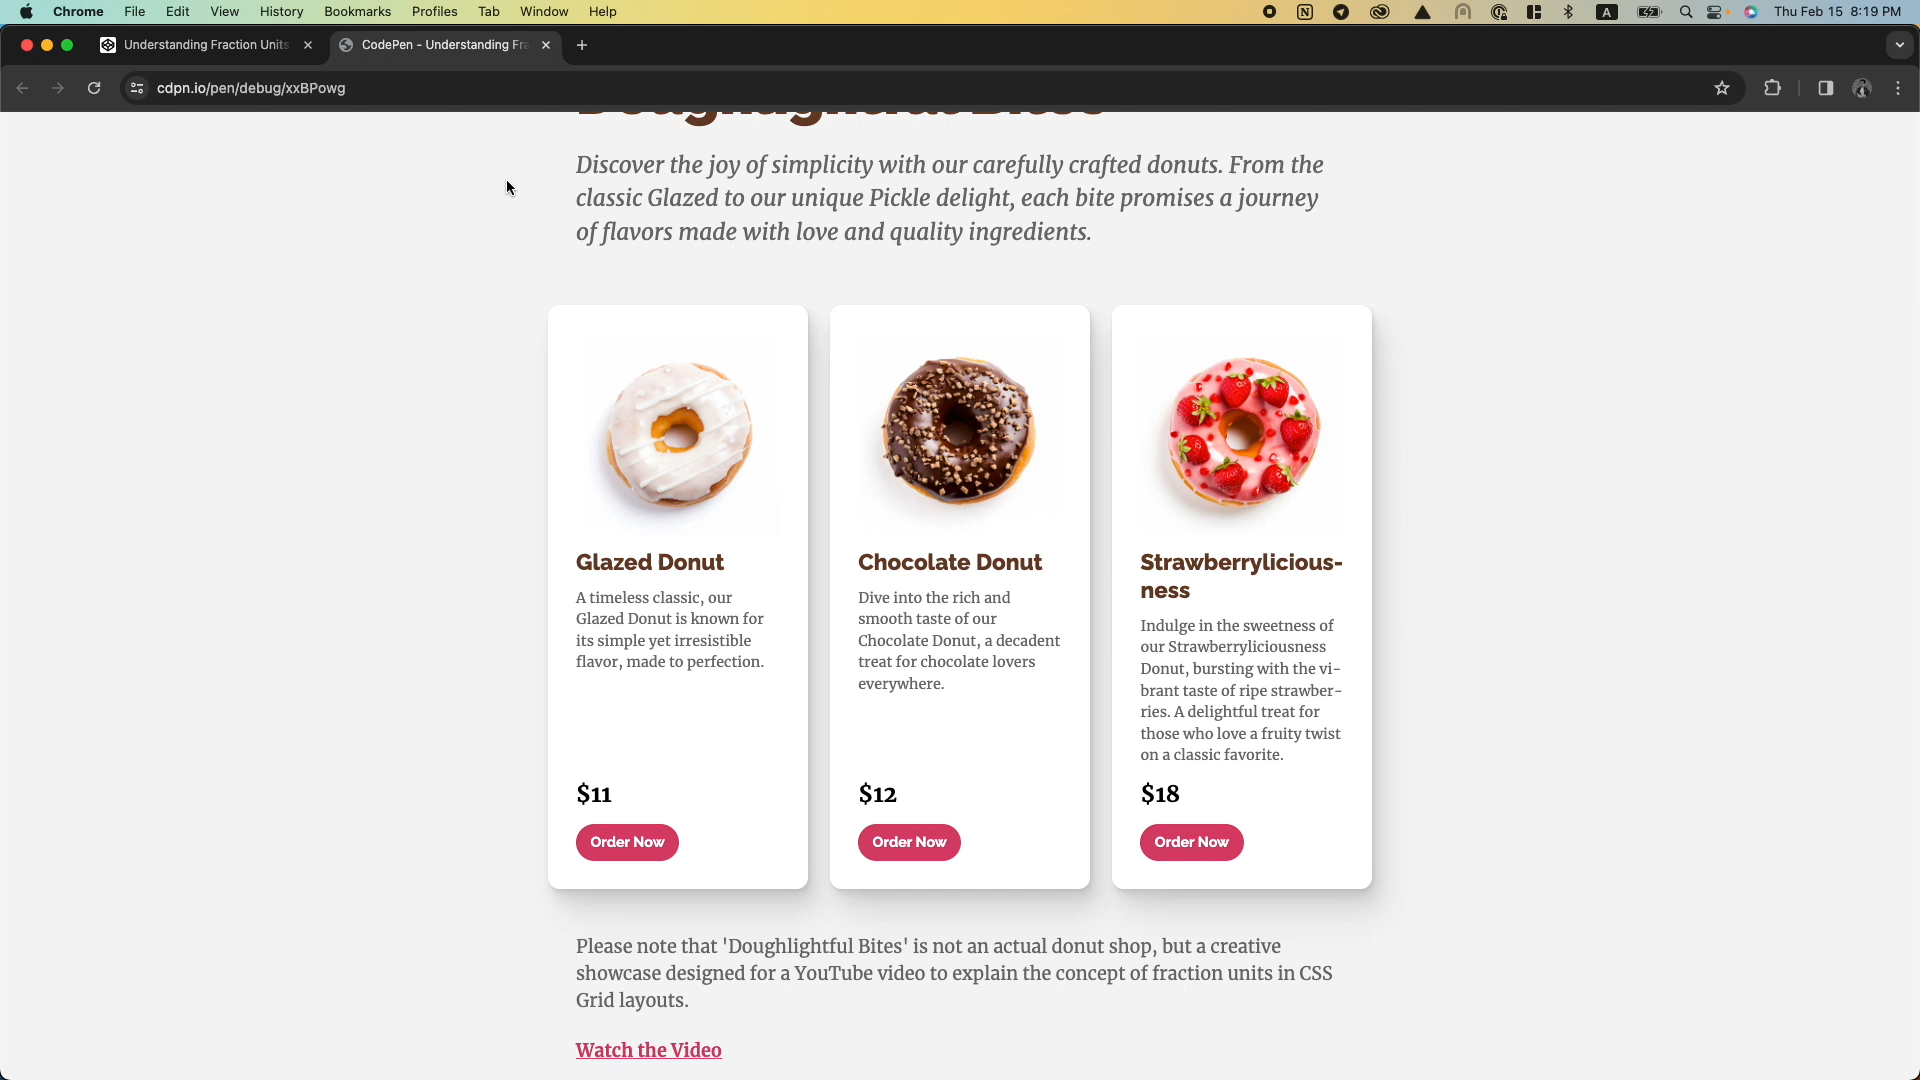 Chrome File Edit View History Bookmarks Profiles Tab Window Help
Thu Feb 15 8:19 PM
Understanding Fraction Units
CodePen - Understanding Fra
cdpn.io/pen/debug/xxBPowg
Discover the joy of simplicity with our carefully crafted donuts. From the
classic Glazed to our unique Pickle delight, each bite promises a journey
of flavors made with love and quality ingredients.
Glazed Donut
A timeless classic, our
Glazed Donut is known for
its simple yet irresistible
flavor, made to perfection.
$11
Order Now
Chocolate Donut
Dive into the rich and
smooth taste of our
Chocolate Donut, a decadent
treat for chocolate lovers
everywhere.
$12
Order Now
Strawberrylicious-
ness
Indulge in the sweetness of
our Strawberryliciousness
Donut, bursting with the vi-
brant taste of ripe strawber-
ries. A delightful treat for
those who love a fruity twist
on a classic favorite.
$18
Order Now
Please note that 'Doughlightful Bites' is not an actual donut shop, but a creative
showcase designed for a YouTube video to explain the concept of fraction units in CSS
Grid layouts.
Watch the Video